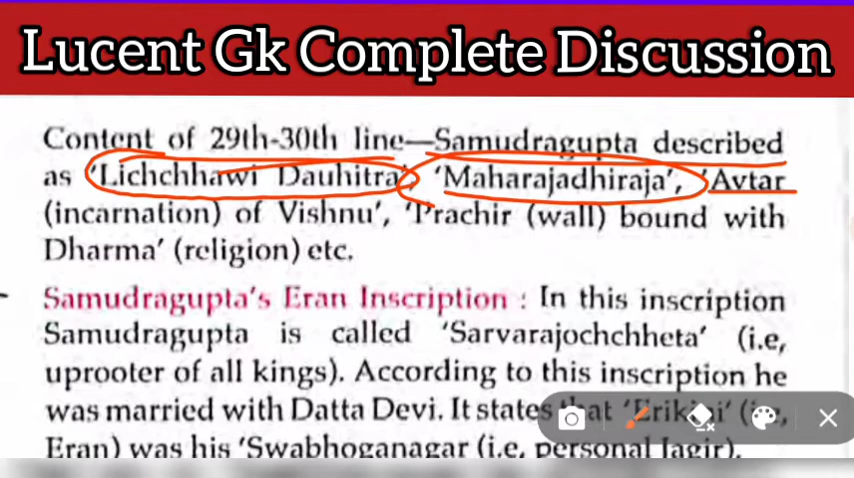 Lucent Gk Complete Discussion
Content of 29th-30th line—Samudragupta described
as 'Lichchhawi Dauhitra', 'Maharajadhiraja', 'Avtar
(incarnation) of Vishnu', 'Prachir (wall) bound with
Dharma' (religion) etc.
Samudragupta's Eran Inscription : In this inscription
Samudragupta is called 'Sarvarajochchheta' (i.e,
uprooter of all kings). According to this inscription he
was married with Datta Devi. It states that
Eran) was his 'Swabhoganagar (i.e. personal Jagir).